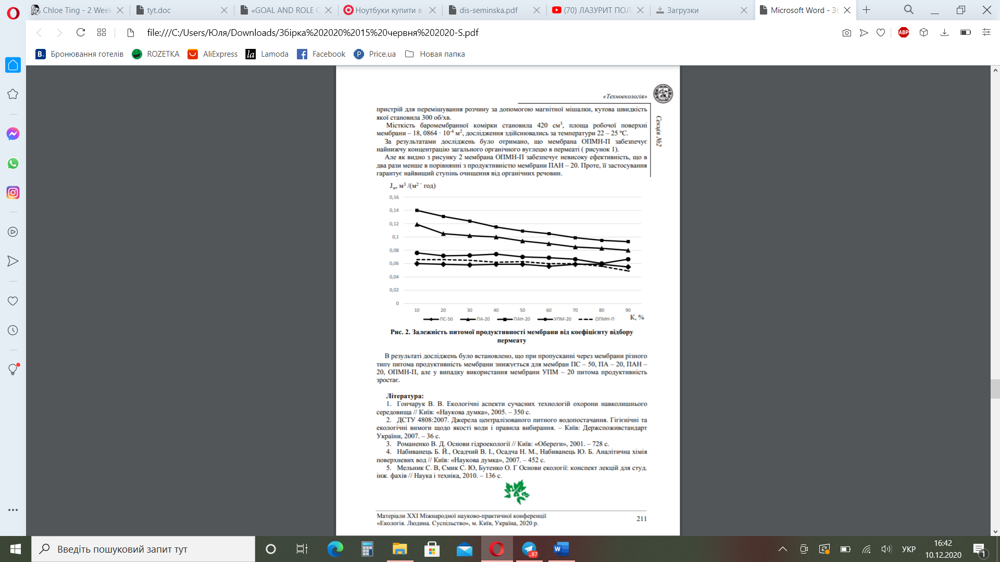 Chloe Ting - 2 Week
tyt.doc
«GOAL AND ROLE O
Ноутбуки купити в
dis-seminska.pdf
(70) ЛАЗУРИТ ПОЛ
Загрузки
Microsoft Word - Зб
file:///C:/Users/Юля/Downloads/Збірка%202020%2015%20червня%202020-S.pdf
ABP
B. Бронювання готелів
ROZETKA
AliExpress
la Lamoda
Facebook
P Price.ua
Новая папка
«Техноекологія»
Секція №2
пристрій для перемішування розчину за допомогою магнітної мішалки, кутова швидкість
якої становила 300 об/хв.
Місткість баромембранної комірки становила 420 см³, площа робочої поверхні
мембрани – 18, 0864 · 10⁻⁴ м², дослідження здійснювались за температури 22 – 25 ºС.
За результатами досліджень було отримано, що мембрана ОПМН-П забезпечує
найнижчу концентрацію загального органічного вуглецю в пермеаті ( рисунок 1).
Але як видно з рисунку 2 мембрана ОПМН-П забезпечує невисоку ефективність, що в
два рази менше в порівнянні з продуктивністю мембрани ПАН – 20. Проте, її застосування
гарантує найвищий ступінь очищення від органічних речовин.
Jw, м³ /(м² · год)
0,16
0,14
0,12
0,1
0,08
0,06
0,04
0,02
0
10 20 30 40 50 60 70 80 90
К, %
ПС-50 ПА-20 ПАН-20 УПМ-20 ОПМН-П
Рис. 2. Залежність питомої продуктивності мембрани від коефіцієнту відбору
пермеату
В результаті досліджень було встановлено, що при пропусканні через мембрани різного
типу питома продуктивність мембрани знижується для мембран ПС – 50, ПА – 20, ПАН –
20, ОПМН-П, але у випадку використання мембрани УПМ – 20 питома продуктивність
зростає.
Література:
1. Гончарук В. В. Екологічні аспекти сучасних технологій охорони навколишнього
середовища // Київ: «Наукова думка», 2005. – 350 с.
2. ДСТУ 4808:2007. Джерела централізованого питного водопостачання. Гігієнічні та
екологічні вимоги щодо якості води і правила вибирання. – Київ: Держспоживстандарт
України, 2007. – 36 с.
3. Романенко В. Д. Основи гідроекології // Київ: «Обереги», 2001. – 728 с.
4. Набиванець Б. Й., Осадчий В. І., Осадча Н. М., Набиванець Ю. Б. Аналітична хімія
поверхневих вод // Київ: «Наукова думка», 2007. – 452 с.
5. Мельник С. В, Смик С. Ю, Бутенко О. Г Основи екології: конспект лекцій для студ.
інж. фахів // Наука і техніка, 2010. – 136 с.
Матеріали XXI Міжнародної науково-практичної конференції
«Екологія. Людина. Суспільство», м. Київ, Україна, 2020 р.
211
Введіть пошуковий запит тут
..87
УКР
16:42
10.12.2020
1